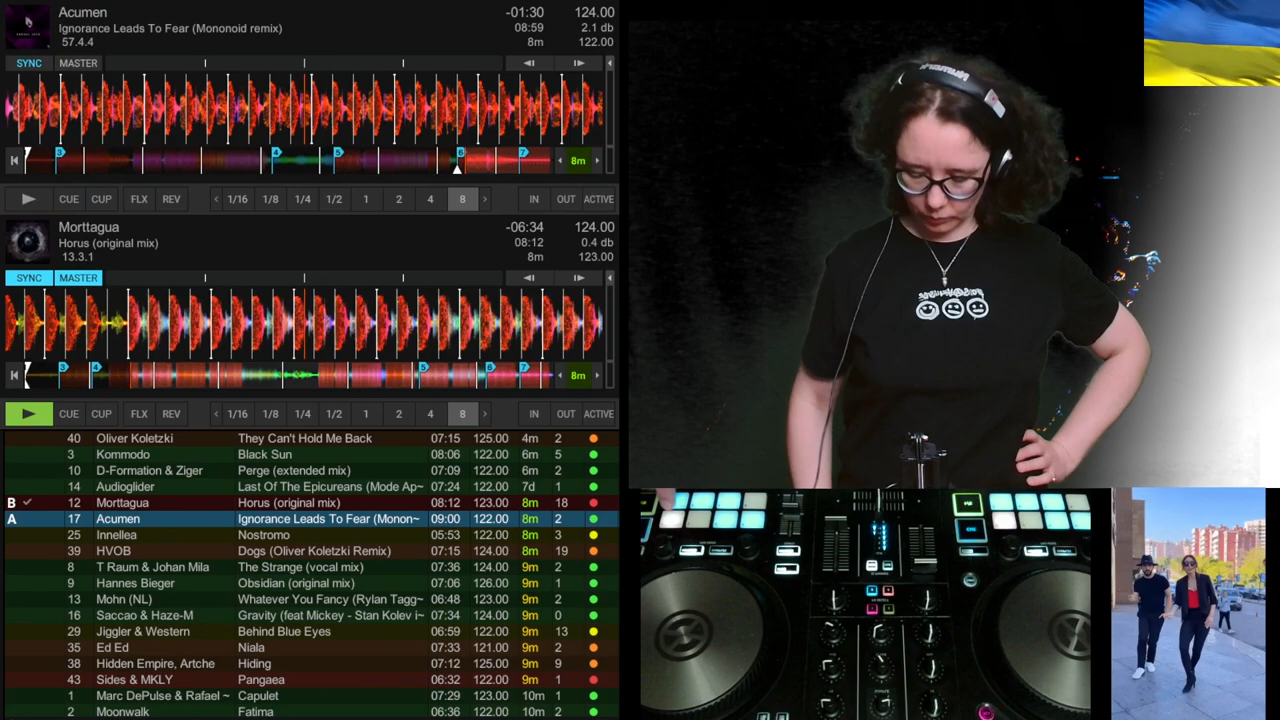 Acumen -01:30 124.00
Ignorance Leads To Fear (Mononoid remix) 08:59 2.1 db
57.4.4 8m 122.00
SYNC MASTER
3 4 5 6 7 8m
CUE CUP FLX REV 1/16 1/8 1/4 1/2 1 2 4 8 IN OUT ACTIVE
Morttagua -06:34 124.00
Horus (original mix) 08:12 0.4 db
13.3.1 8m 123.00
SYNC MASTER
3 4 5 6 7 8m
CUE CUP FLX REV 1/16 1/8 1/4 1/2 1 2 4 8 IN OUT ACTIVE
40 Oliver Koletzki They Can't Hold Me Back 07:15 125.00 4m 2
3 Kommodo Black Sun 08:06 122.00 6m 5
10 D-Formation & Ziger Perge (extended mix) 07:09 122.00 6m 2
14 Audioglider Last Of The Epicureans (Mode Ap~ 07:24 122.00 7d 1
B 12 Morttagua Horus (original mix) 08:12 123.00 8m 18
A 17 Acumen Ignorance Leads To Fear (Monon~ 09:00 122.00 8m 2
25 Innellea Nostromo 05:53 122.00 8m 3
39 HVOB Dogs (Oliver Koletzki Remix) 07:15 124.00 8m 19
8 T Raum & Johan Mila The Strange (vocal mix) 07:36 124.00 9m 2
9 Hannes Bieger Obsidian (original mix) 07:06 126.00 9m 1
13 Mohn (NL) Whatever You Fancy (Rylan Tagg~ 06:48 123.00 9m 2
16 Saccao & Haze-M Gravity (feat Mickey - Stan Kolev i~ 07:34 124.00 9m 0
29 Jiggler & Western Behind Blue Eyes 06:59 122.00 9m 13
35 Ed Ed Niala 07:33 121.00 9m 2
38 Hidden Empire, Artche Hiding 07:12 125.00 9m 9
43 Sides & MKLY Pangaea 06:32 122.00 9m 1
1 Marc DePulse & Rafael ~ Capulet 07:29 123.00 10m 1
2 Moonwalk Fatima 06:36 122.00 10m 2